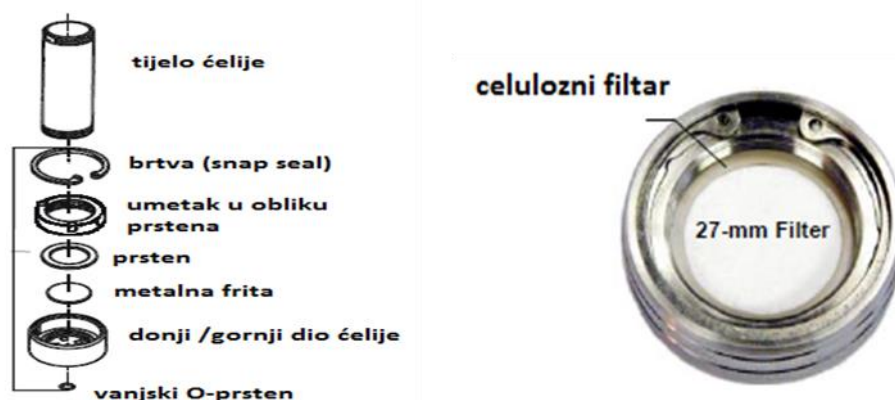 tijelo ćelije
brtva (snap seal)
umetak u obliku
prstena
prsten
metalna frita
donji /gornji dio ćelije
vanjski O-prsten
celulozni filtar
27-mm Filter